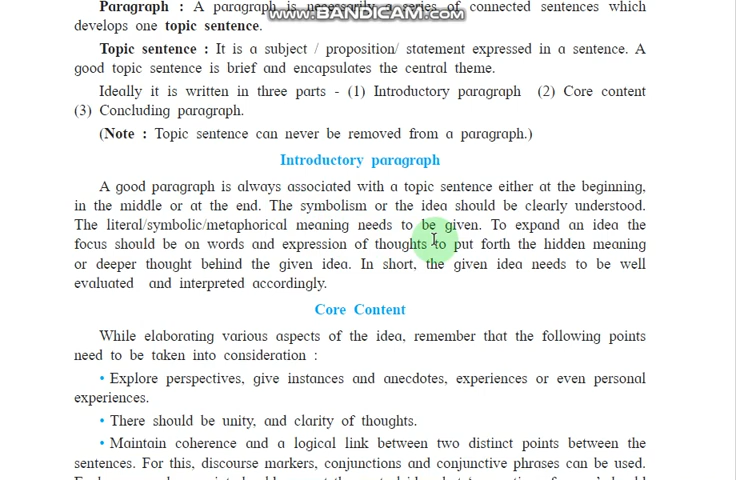 Paragraph : A paragraph is necessarily a series of connected sentences which
www.BANDICAM.com
develops one topic sentence.
Topic sentence : It is a subject / proposition/ statement expressed in a sentence. A
good topic sentence is brief and encapsulates the central theme.
Ideally it is written in three parts - (1) Introductory paragraph (2) Core content
(3) Concluding paragraph.
(Note : Topic sentence can never be removed from a paragraph.)
Introductory paragraph
A good paragraph is always associated with a topic sentence either at the beginning,
in the middle or at the end. The symbolism or the idea should be clearly understood.
The literal/symbolic/metaphorical meaning needs to be given. To expand an idea the
focus should be on words and expression of thoughts to put forth the hidden meaning
or deeper thought behind the given idea. In short, the given idea needs to be well
evaluated and interpreted accordingly.
Core Content
While elaborating various aspects of the idea, remember that the following points
need to be taken into consideration :
• Explore perspectives, give instances and anecdotes, experiences or even personal
experiences.
• There should be unity, and clarity of thoughts.
• Maintain coherence and a logical link between two distinct points between the
sentences. For this, discourse markers, conjunctions and conjunctive phrases can be used.